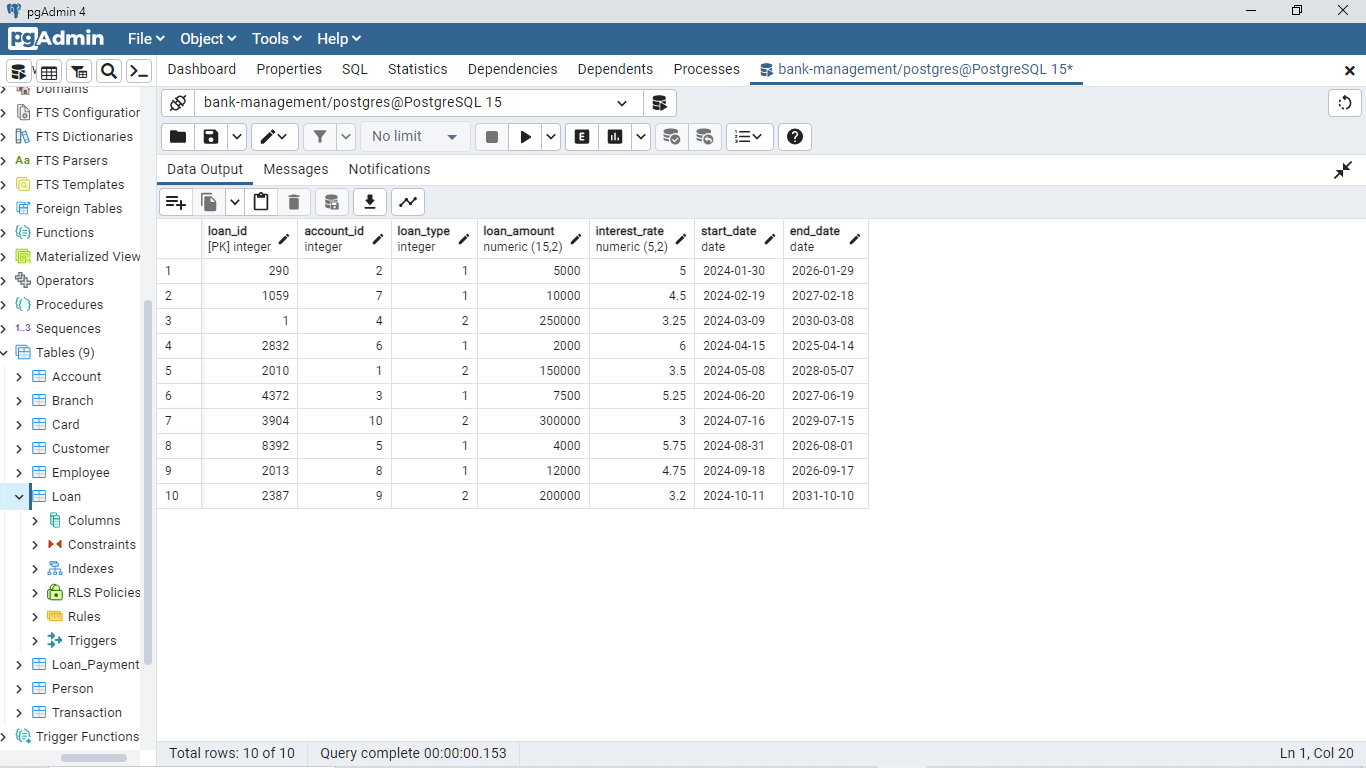 pgAdmin 4
pgAdmin File Object Tools Help
Dashboard Properties SQL Statistics Dependencies Dependents Processes bank-management/postgres@PostgreSQL 15*
bank-management/postgres@PostgreSQL 15
No limit
E
Data Output Messages Notifications
Domains
FTS Configuration
FTS Dictionaries
Aa FTS Parsers
FTS Templates
Foreign Tables
Functions
Materialized View
Operators
Procedures
1..3 Sequences
Tables (9)
Account
Branch
Card
Customer
Employee
Loan
Columns
Constraints
Indexes
RLS Policies
Rules
Triggers
Loan_Payment
Person
Transaction
Trigger Functions
loan_id account_id loan_type loan_amount interest_rate start_date end_date
[PK] integer integer integer numeric (15,2) numeric (5,2) date date
1 290 2 1 5000 5 2024-01-30 2026-01-29
2 1059 7 1 10000 4.5 2024-02-19 2027-02-18
3 1 4 2 250000 3.25 2024-03-09 2030-03-08
4 2832 6 1 2000 6 2024-04-15 2025-04-14
5 2010 1 2 150000 3.5 2024-05-08 2028-05-07
6 4372 3 1 7500 5.25 2024-06-20 2027-06-19
7 3904 10 2 300000 3 2024-07-16 2029-07-15
8 8392 5 1 4000 5.75 2024-08-31 2026-08-01
9 2013 8 1 12000 4.75 2024-09-18 2026-09-17
10 2387 9 2 200000 3.2 2024-10-11 2031-10-10
Total rows: 10 of 10 Query complete 00:00:00.153 Ln 1, Col 20